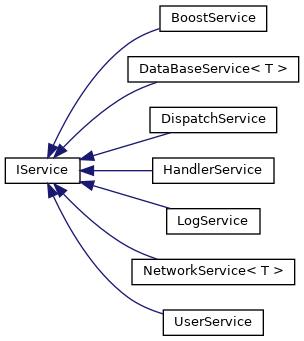 BoostService
DataBaseService< T >
DispatchService
IService
HandlerService
LogService
NetworkService< T >
UserService